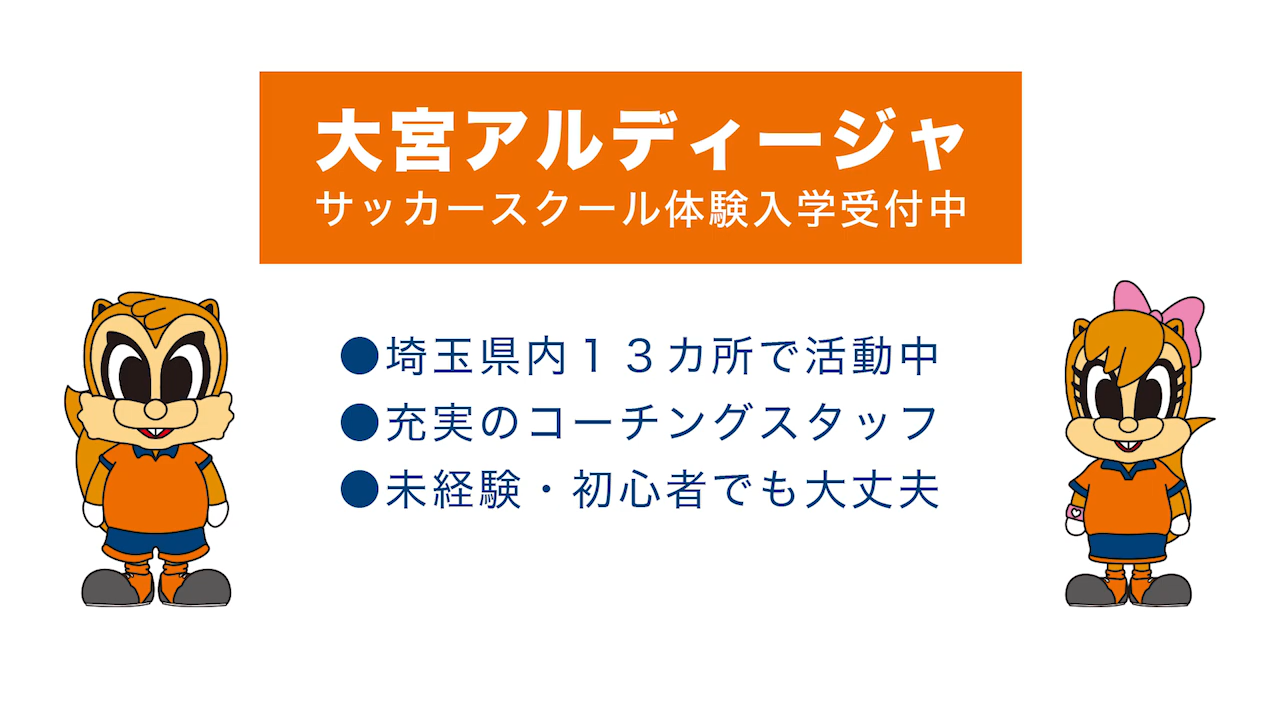 大宮アルディージャ
サッカースクール体験入学受付中
●埼玉県内１３カ所で活動中
●充実のコーチングスタッフ
●未経験・初心者でも大丈夫